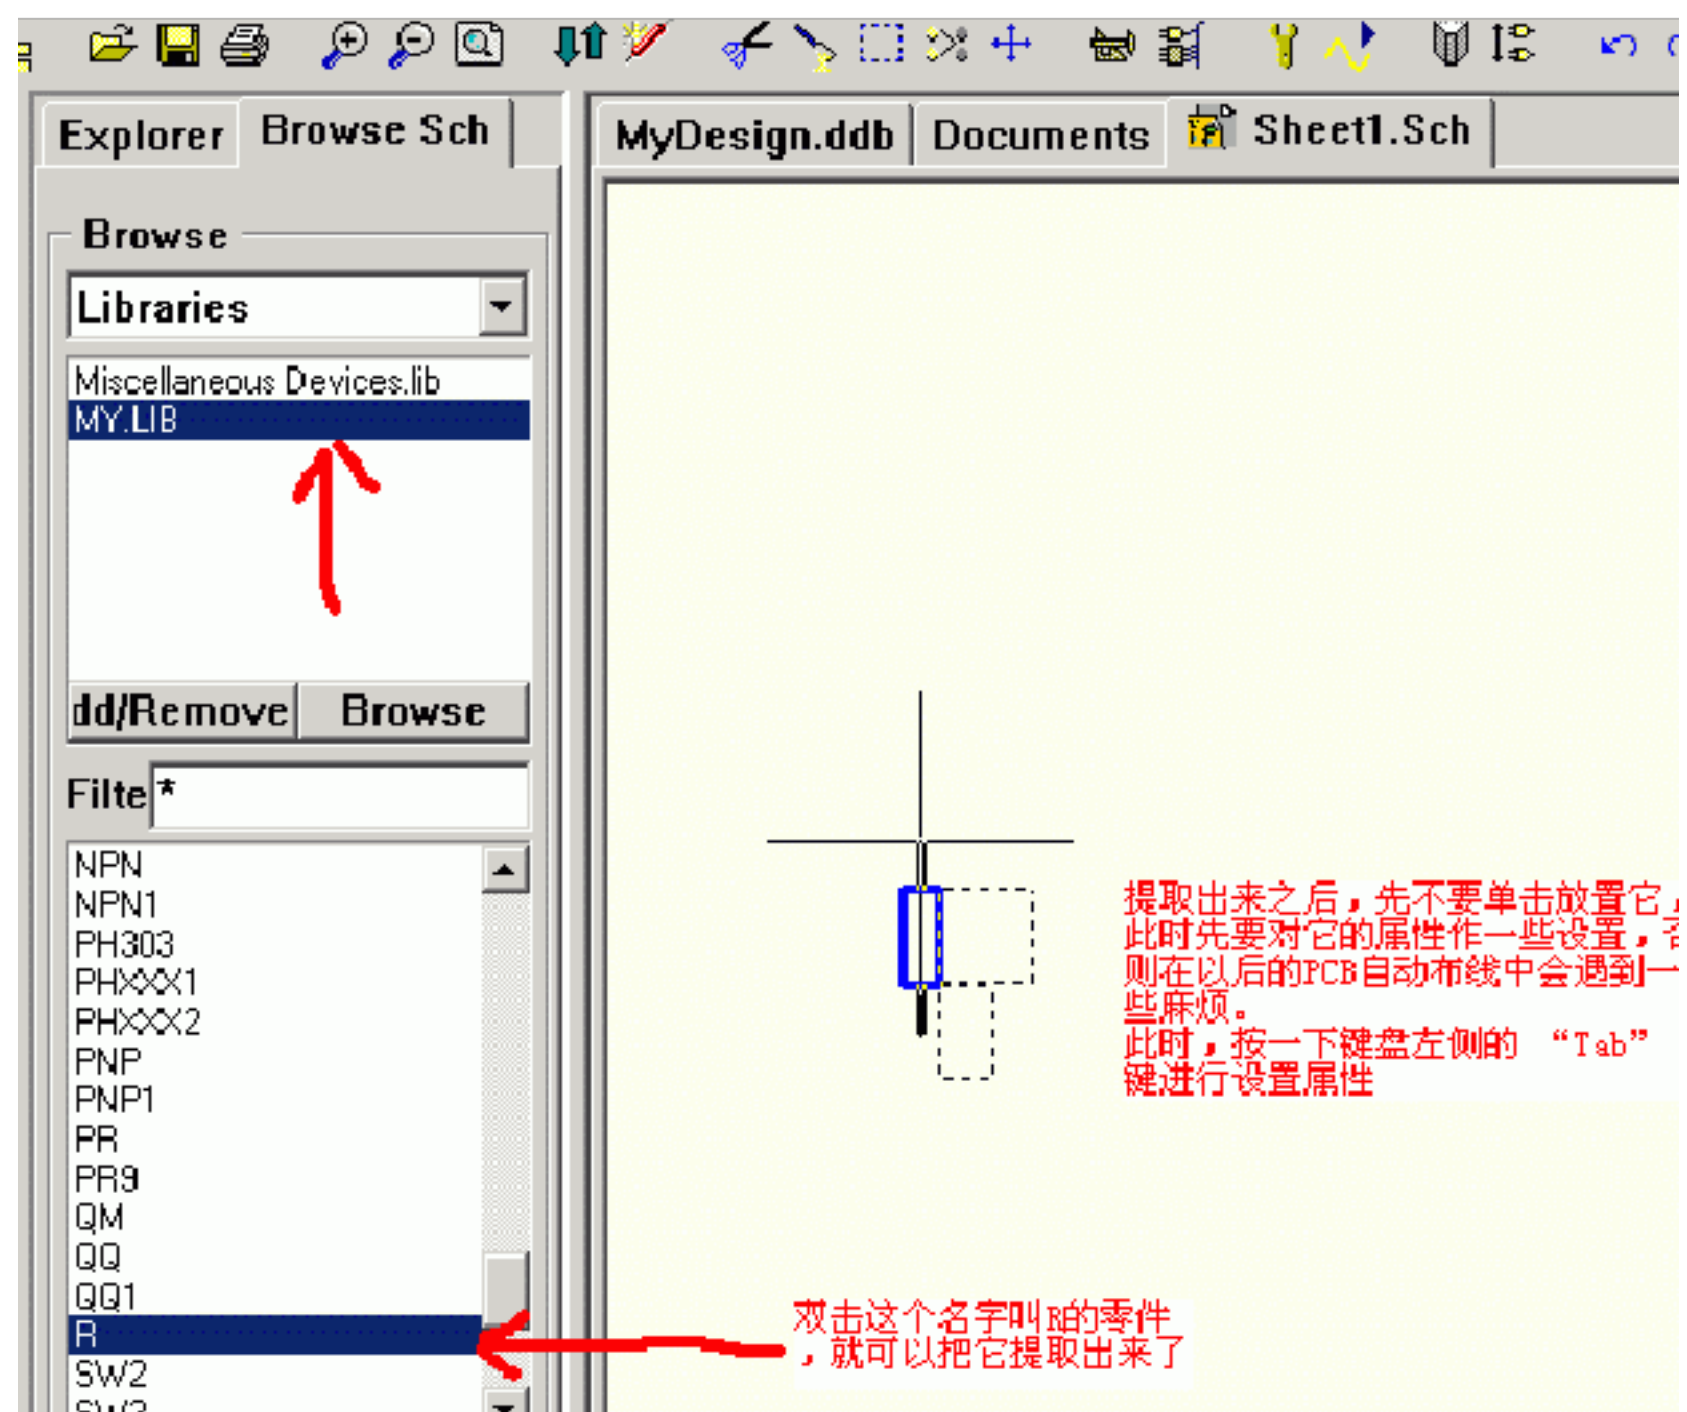 Explorer
Browse Sch
MyDesign.ddb
Documents
Sheet1.Sch
Browse
Libraries
Miscellaneous Devices.lib
MY.LIB
dd/Remove
Browse
Filte
*
NPN
NPN1
PH303
PHXXX1
PHXXX2
PNP
PNP1
PR
PR9
QM
QQ
QQ1
R
SW2
SW3
提取出来之后，先不要单击放置它，
此时先要对它的属性作一些设置，否
则在以后的PCB自动布线中会遇到一
些麻烦。
此时，按一下键盘左侧的 “Tab”
键进行设置属性
双击这个名字叫R的零件
，就可以把它提取出来了